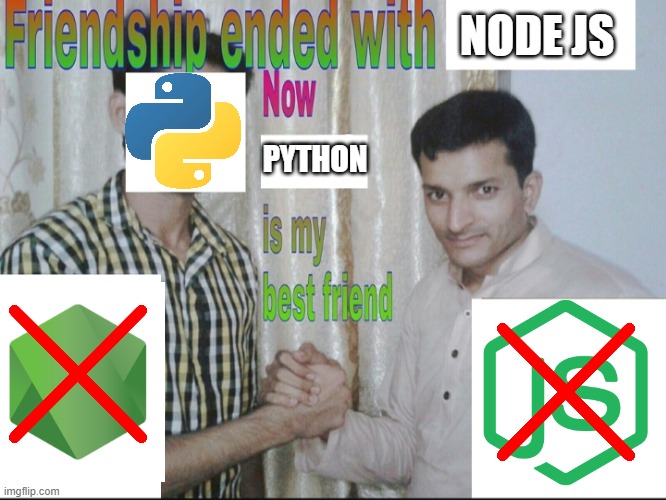 Friendship ended with NODE JS
Now
PYTHON
is my
best friend
js
imgflip.com